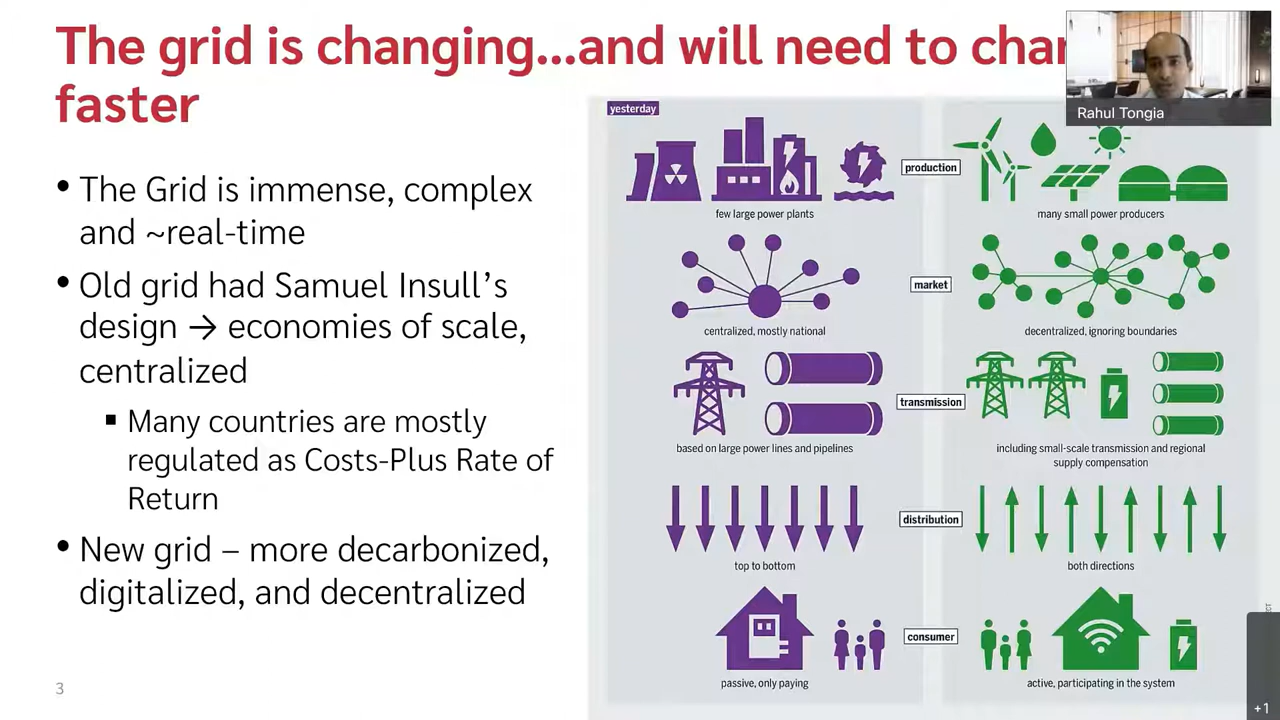 The grid is changing...and will need to
faster
Rahul Tongia
• The Grid is immense, complex
and ~real-time
• Old grid had Samuel Insull's
design → economies of scale,
centralized
▪ Many countries are mostly
regulated as Costs-Plus Rate of
Return
• New grid – more decarbonized,
digitalized, and decentralized
3
yesterday
production
few large power plants
many small power producers
market
centralized, mostly national
decentralized, ignoring boundaries
transmission
based on large power lines and pipelines
including small-scale transmission and regional
supply compensation
distribution
top to bottom
both directions
consumer
passive, only paying
active, participating in the system
+1